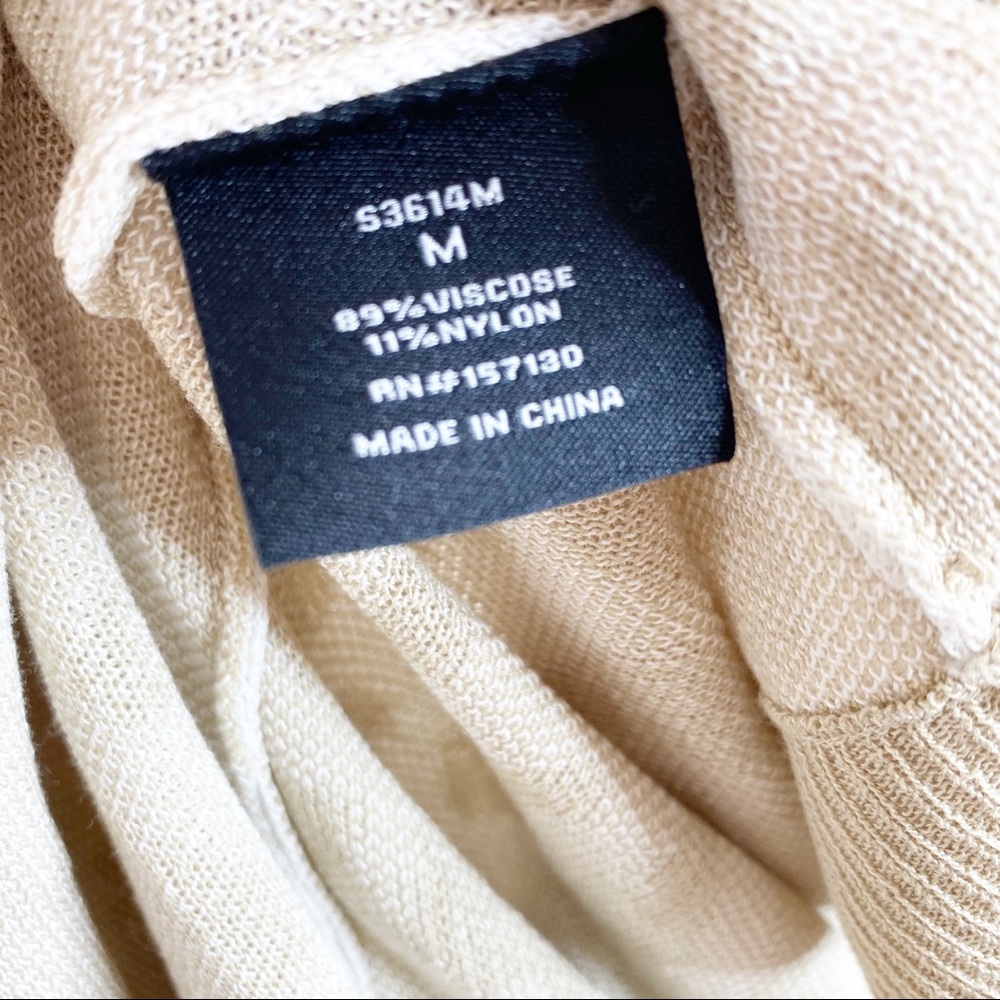 S3614M
M
89%VISCOSE
11%NYLON
RN#157130
MADE IN CHINA